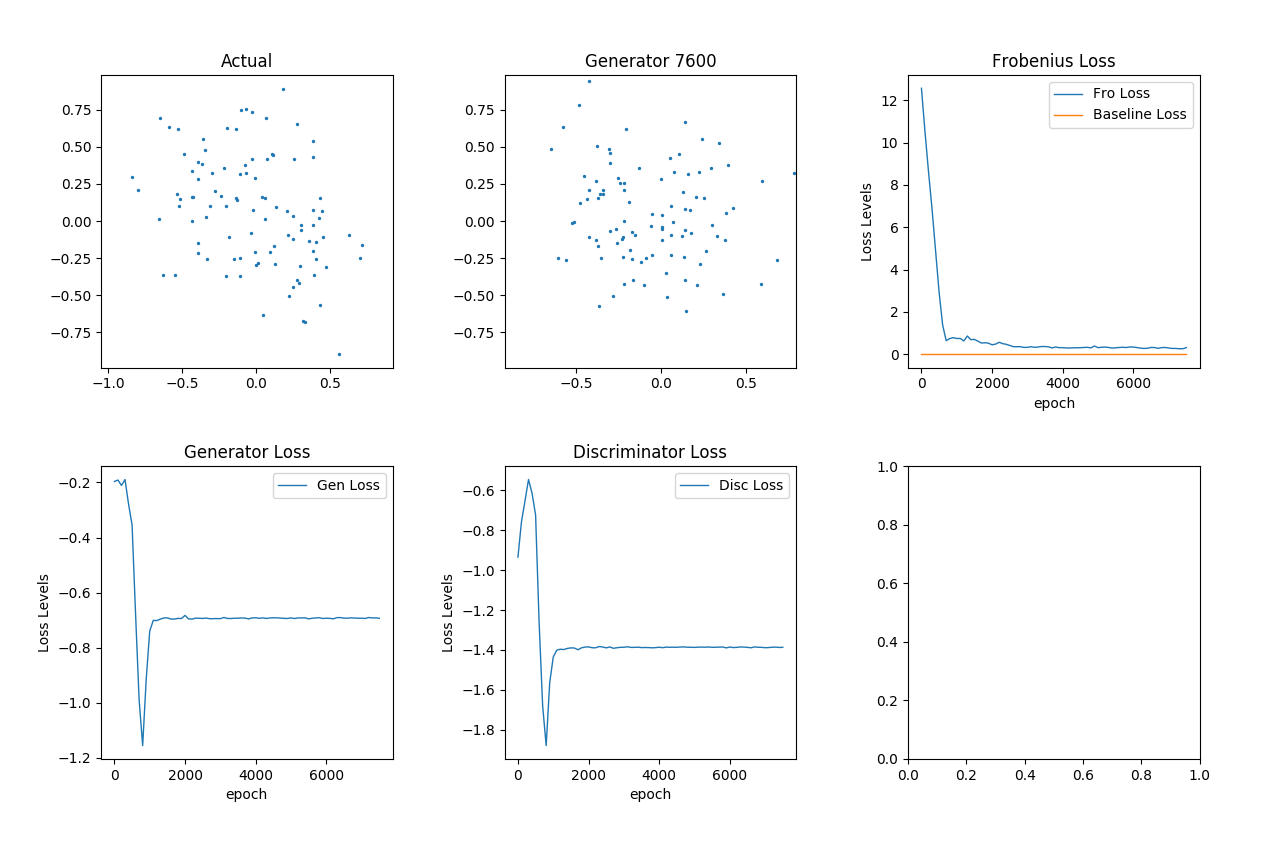 Actual
0.75
0.50
0.25
0.00
−0.25
−0.50
−0.75
−1.0 −0.5 0.0 0.5
Generator 7600
0.75
0.50
0.25
0.00
−0.25
−0.50
−0.75
−0.5 0.0 0.5
Frobenius Loss
Fro Loss
Baseline Loss
Loss Levels
12
10
8
6
4
2
0
0 2000 4000 6000
epoch
Generator Loss
Gen Loss
Loss Levels
−0.2
−0.4
−0.6
−0.8
−1.0
−1.2
0 2000 4000 6000
epoch
Discriminator Loss
Disc Loss
Loss Levels
−0.6
−0.8
−1.0
−1.2
−1.4
−1.6
−1.8
0 2000 4000 6000
epoch
1.0
0.8
0.6
0.4
0.2
0.0
0.0 0.2 0.4 0.6 0.8 1.0